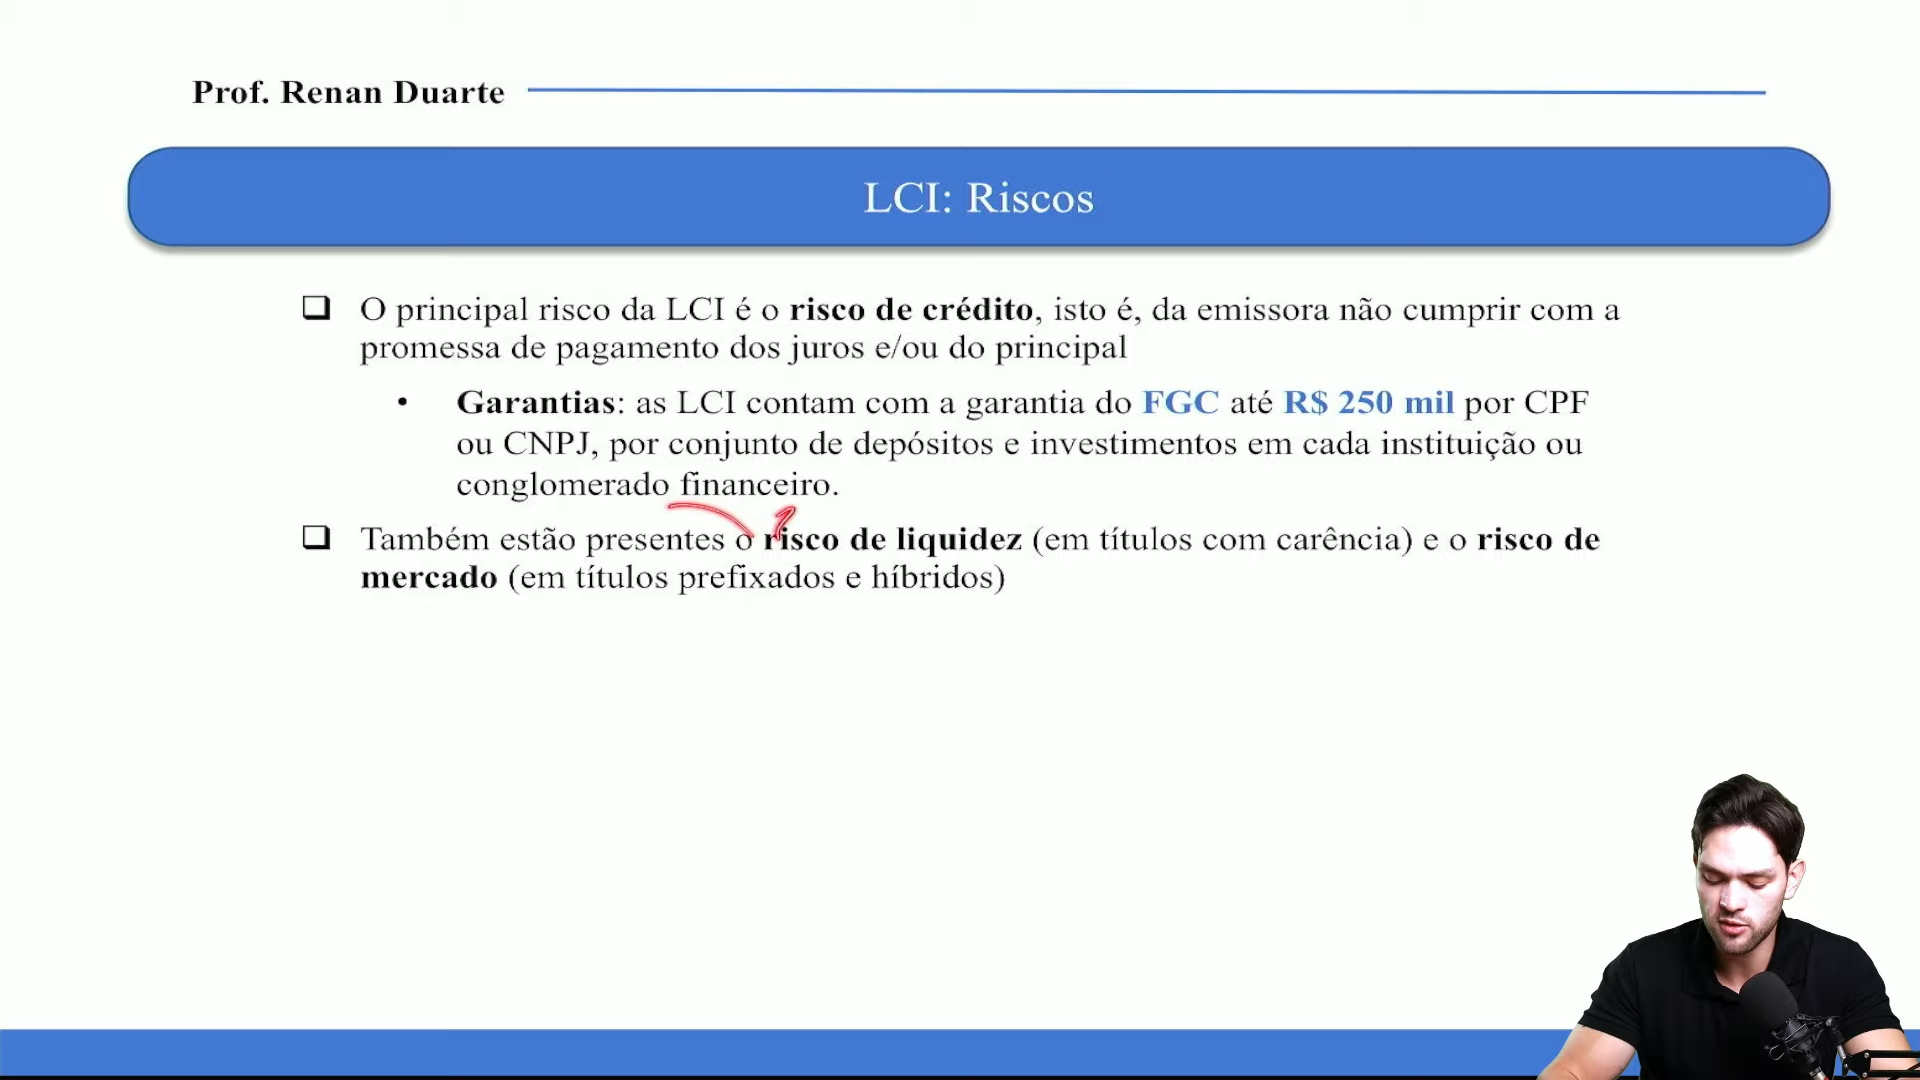 Prof. Renan Duarte
LCI: Riscos
O principal risco da LCI é o risco de crédito, isto é, da emissora não cumprir com a
promessa de pagamento dos juros e/ou do principal
• Garantias: as LCI contam com a garantia do FGC até R$ 250 mil por CPF
ou CNPJ, por conjunto de depósitos e investimentos em cada instituição ou
conglomerado financeiro.
Também estão presentes o risco de liquidez (em títulos com carência) e o risco de
mercado (em títulos prefixados e híbridos)